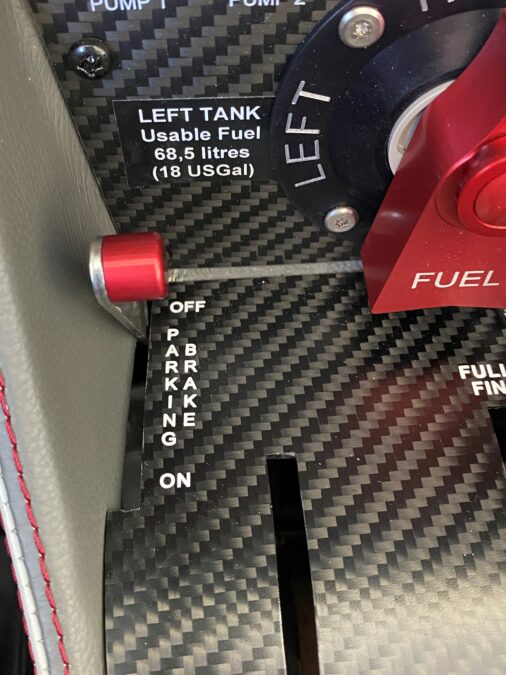 PUMP 1 PUMP 2
LEFT
LEFT TANK
Usable Fuel
68,5 litres
(18 USGal)
FUEL
OFF
PARKING
BRAKE
ON